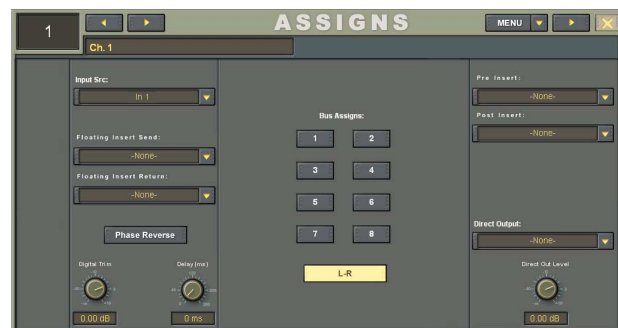 1
ASSIGNS
MENU
Ch. 1
Input Src:
In 1
Floating Insert Send:
-None-
Floating Insert Return:
-None-
Phase Reverse
Digital Trim
Delay (ms)
0.00 dB
0 ms
Bus Assigns:
1 2
3 4
5 6
7 8
L-R
Pre Insert:
-None-
Post Insert:
-None-
Direct Output:
-None-
Direct Out Level
0.00 dB